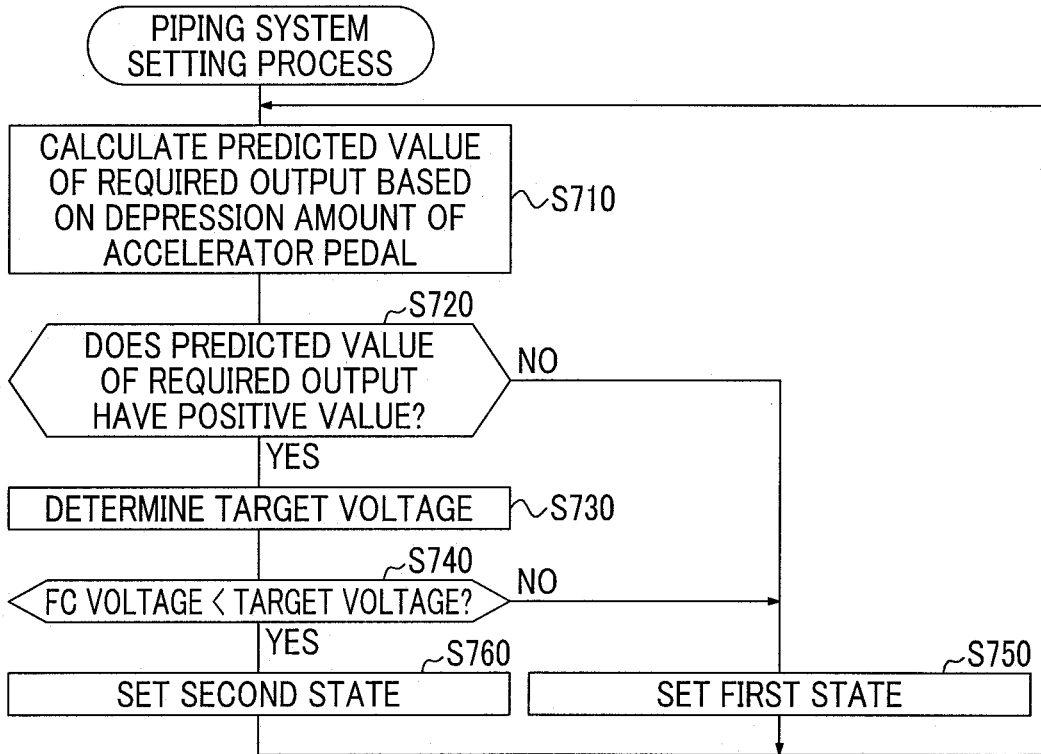 PIPING SYSTEM
SETTING PROCESS
CALCULATE PREDICTED VALUE
OF REQUIRED OUTPUT BASED
ON DEPRESSION AMOUNT OF
ACCELERATOR PEDAL
S710
S720
DOES PREDICTED VALUE
OF REQUIRED OUTPUT
HAVE POSITIVE VALUE?
NO
YES
DETERMINE TARGET VOLTAGE
S730
S740
FC VOLTAGE < TARGET VOLTAGE?
NO
YES
S760
SET SECOND STATE
S750
SET FIRST STATE